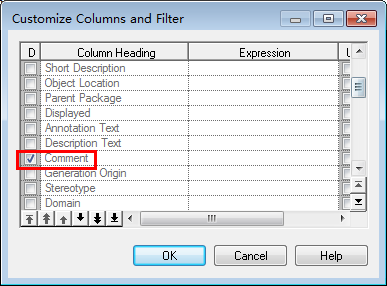 Customize Columns and Filter
D Column Heading Expression U
Short Description
Object Location
Parent Package
Displayed
Annotation Text
Description Text
Comment
Generation Origin
Stereotype
Domain
OK Cancel Help